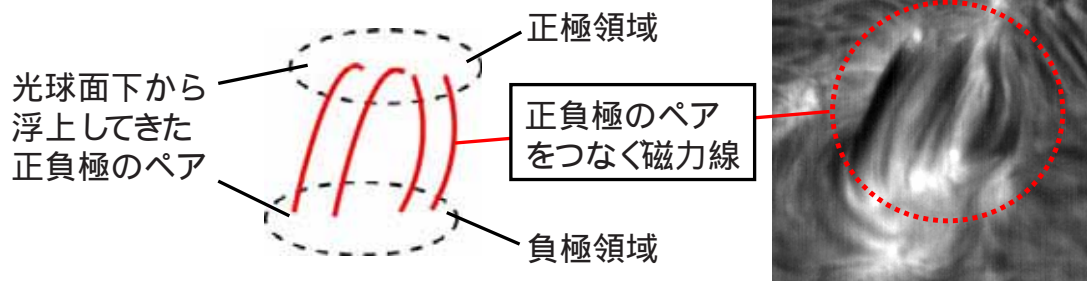 正極領域
光球面下から
浮上してきた
正負極のペア
正負極のペア
をつなぐ磁力線
負極領域